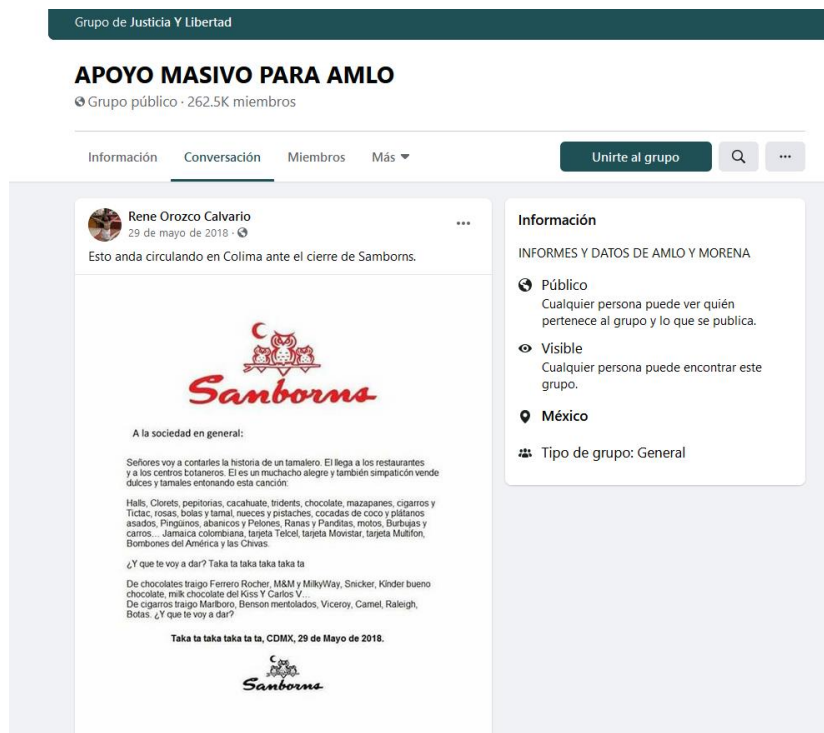 Grupo de Justicia Y Libertad
APOYO MASIVO PARA AMLO
Grupo público · 262.5K miembros
Información
Conversación
Miembros
Más
Unirte al grupo
Rene Orozco Calvario
29 de mayo de 2018 ·
Esto anda circulando en Colima ante el cierre de Samborns.
Sanborns
A la sociedad en general:
Señores voy a contarles la historia de un tamalero. El llega a los restaurantes
y a los centros botaneros. El es un muchacho alegre y también simpaticón vende
dulces y tamales entonando esta canción:
Halls, Clorets, pepitorias, cacahuate, tridents, chocolate, mazapanes, cigarros y
Tictac, rosas, bolas y tamal, nueces y pistaches, cocadas de coco y plátanos
asados, Pingüinos, abanicos y Pelones, Ranas y Panditas, motos, Burbujas y
carros... Jamaica colombiana, tarjeta Telcel, tarjeta Movistar, tarjeta Multifon,
Bombones del América y las Chivas.
¿Y que te voy a dar? Taka ta taka taka taka ta
De chocolates traigo Ferrero Rocher, M&M y MilkyWay, Snicker, Kinder bueno
chocolate, milk chocolate del Kiss Y Carlos V...
De cigarros traigo Marlboro, Benson mentolados, Viceroy, Camel, Raleigh,
Botas. ¿Y que te voy a dar?
Taka ta taka taka ta ta, CDMX, 29 de Mayo de 2018.
Sanborns
Información
INFORMES Y DATOS DE AMLO Y MORENA
Público
Cualquier persona puede ver quién
pertenece al grupo y lo que se publica.
Visible
Cualquier persona puede encontrar este
grupo.
México
Tipo de grupo: General